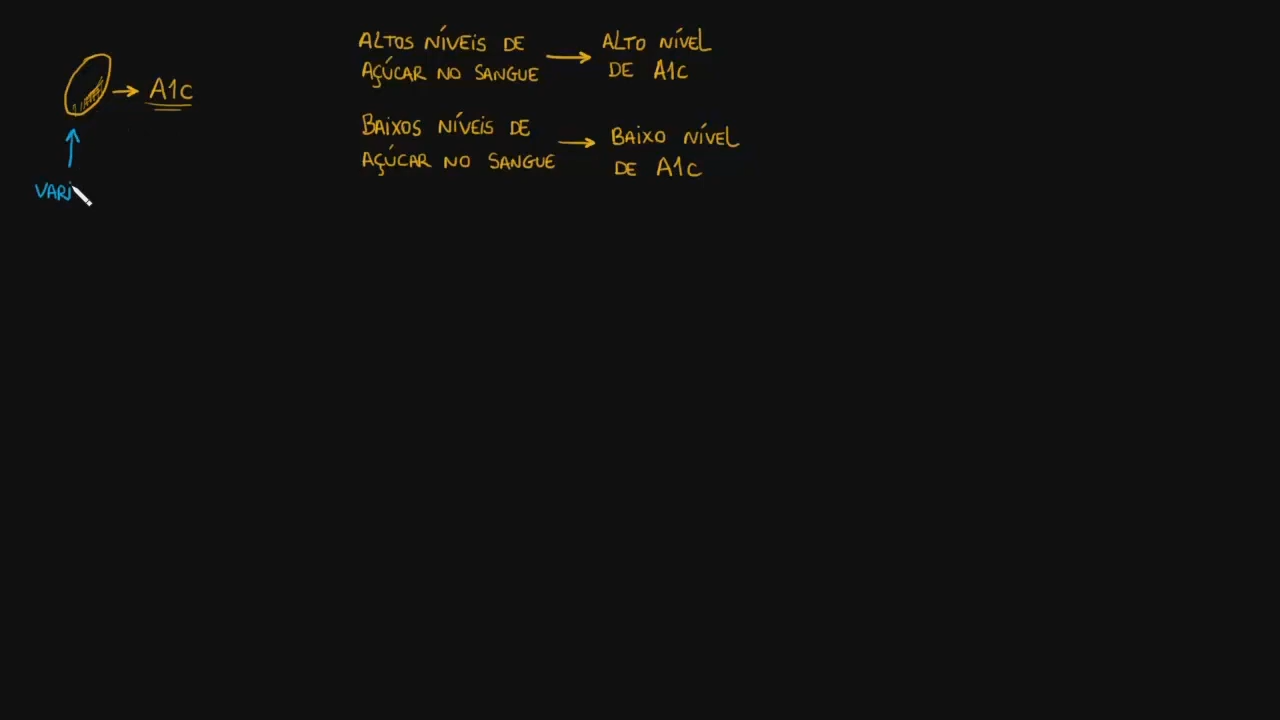 A1c
VARI
ALTOS NÍVEIS DE
AÇÚCAR NO SANGUE
ALTO NÍVEL
DE A1c
BAIXOS NÍVEIS DE
AÇÚCAR NO SANGUE
BAIXO NÍVEL
DE A1c